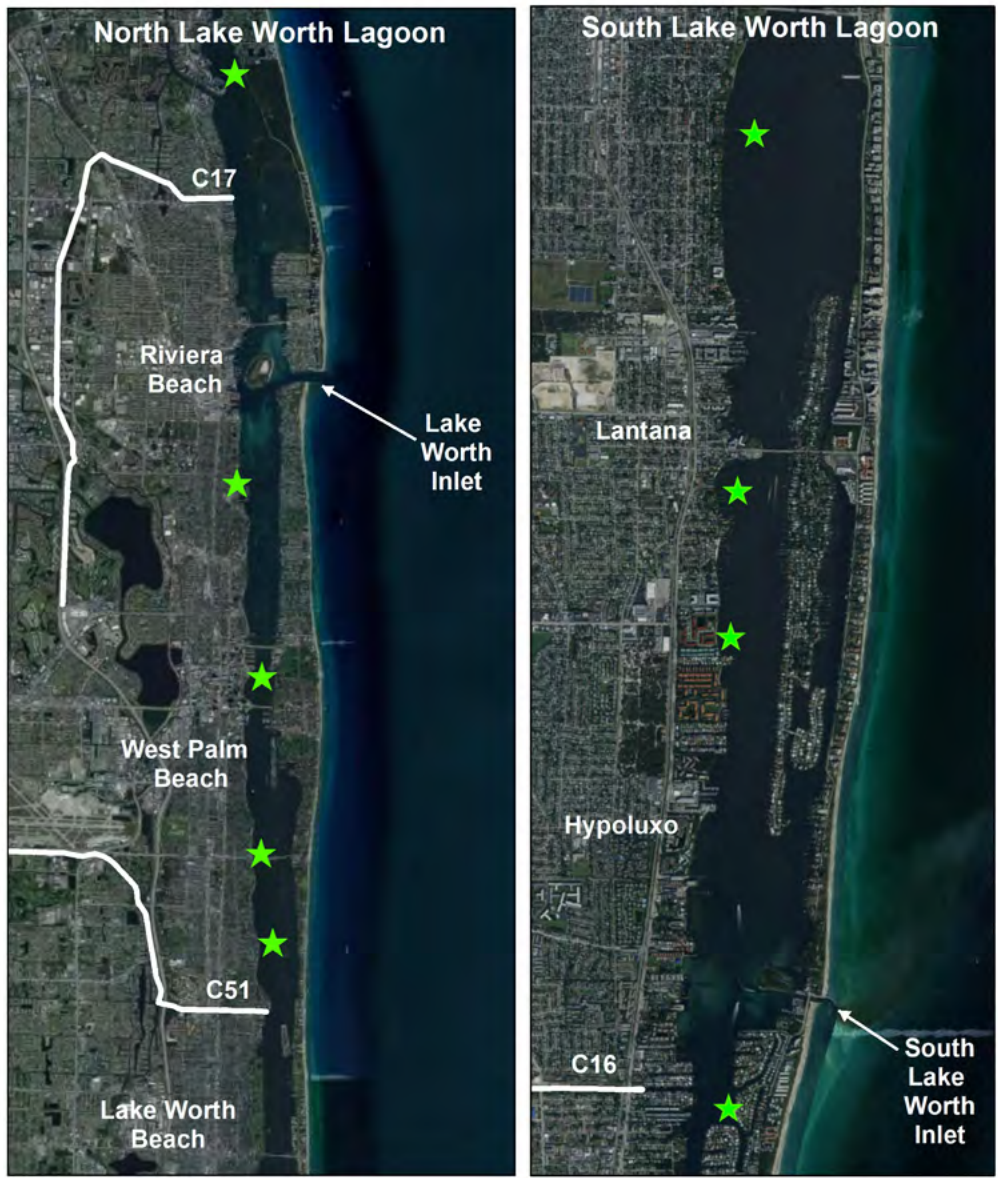 North Lake Worth Lagoon
C17
Riviera
Beach
Lake
Worth
Inlet
West Palm
Beach
C51
Lake Worth
Beach
South Lake Worth Lagoon
Lantana
Hypoluxo
C16
South
Lake
Worth
Inlet